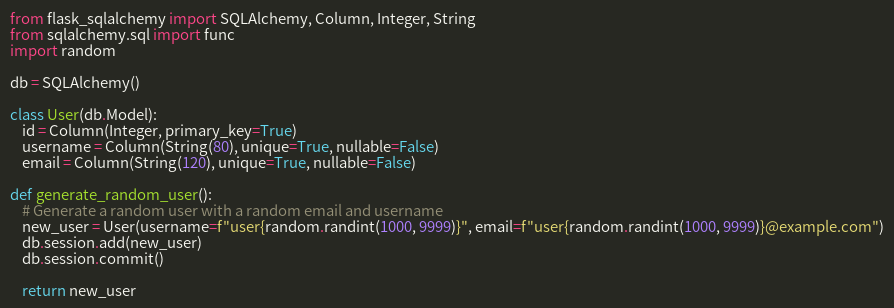 from flask_sqlalchemy import SQLAlchemy, Column, Integer, String
from sqlalchemy.sql import func
import random

db = SQLAlchemy()

class User(db.Model):
    id = Column(Integer, primary_key=True)
    username = Column(String(80), unique=True, nullable=False)
    email = Column(String(120), unique=True, nullable=False)

def generate_random_user():
    # Generate a random user with a random email and username
    new_user = User(username=f"user{random.randint(1000, 9999)}", email=f"user{random.randint(1000, 9999)}@example.com")
    db.session.add(new_user)
    db.session.commit()

    return new_user